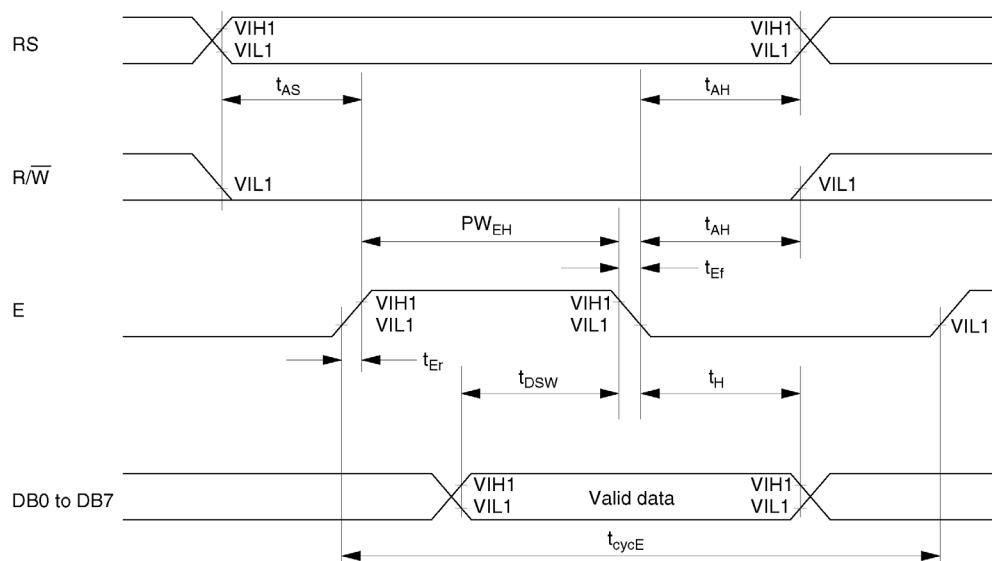 RS
VIH1
VIL1
VIH1
VIL1
tAS
tAH
R/W̅
VIL1
VIL1
PWEH
tAH
tEf
E
VIH1
VIL1
VIH1
VIL1
VIL1
tEr
tDSW
tH
DB0 to DB7
VIH1
VIL1
Valid data
VIH1
VIL1
tcycE